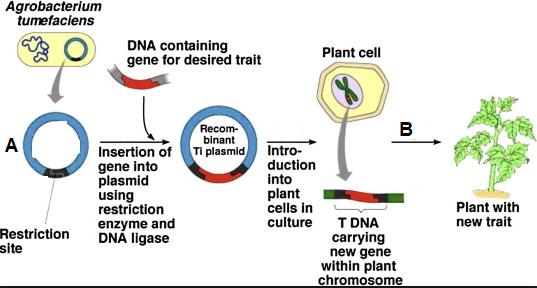 Agrobacterium
tumefaciens
DNA containing
gene for desired trait
Plant cell
A
Recom-
binant
Ti plasmid
B
Insertion of
gene into
plasmid
using
restriction
enzyme and
DNA ligase
Intro-
duction
into
plant
cells in
culture
Restriction
site
T DNA
carrying
new gene
within plant
chromosome
Plant with
new trait